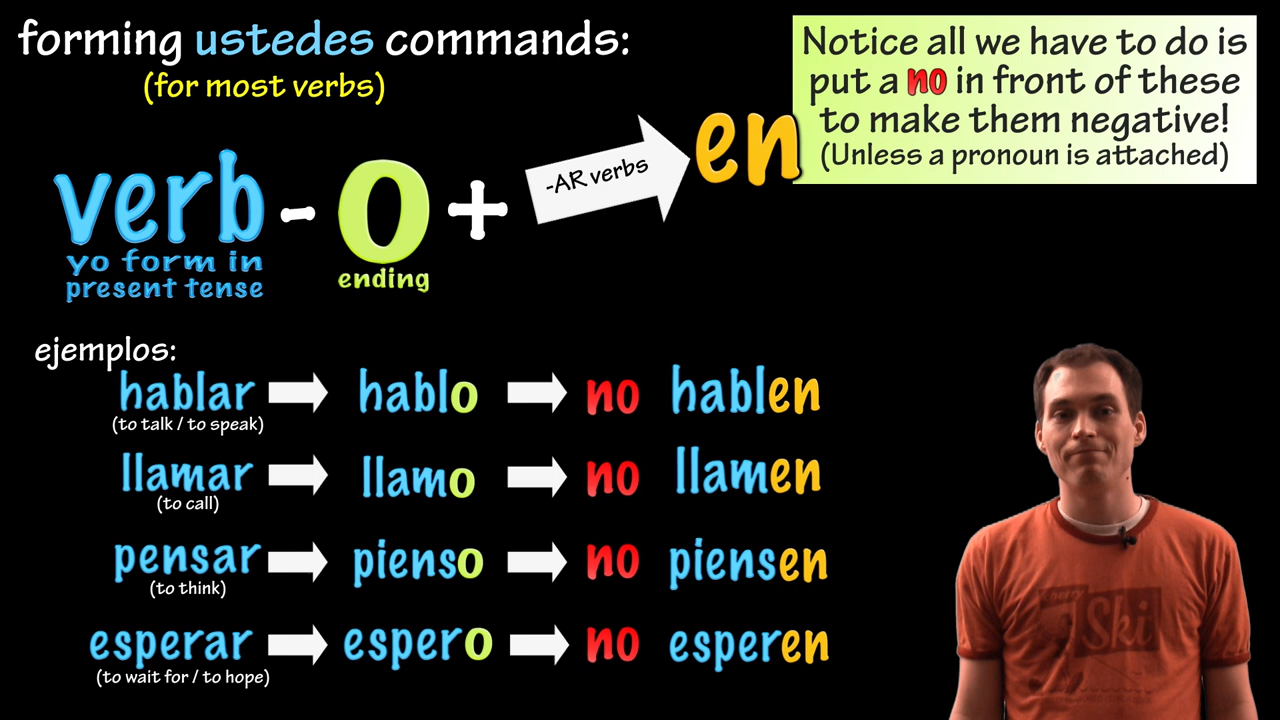 forming ustedes commands:
(for most verbs)
Notice all we have to do is
put a no in front of these
to make them negative!
(Unless a pronoun is attached)
verb - o + -AR verbs en
yo form in
present tense
ending
ejemplos:
hablar hablo no hablen
(to talk / to speak)
llamar llamo no llamen
(to call)
pensar pienso no piensen
(to think)
esperar espero no esperen
(to wait for / to hope)
Ski